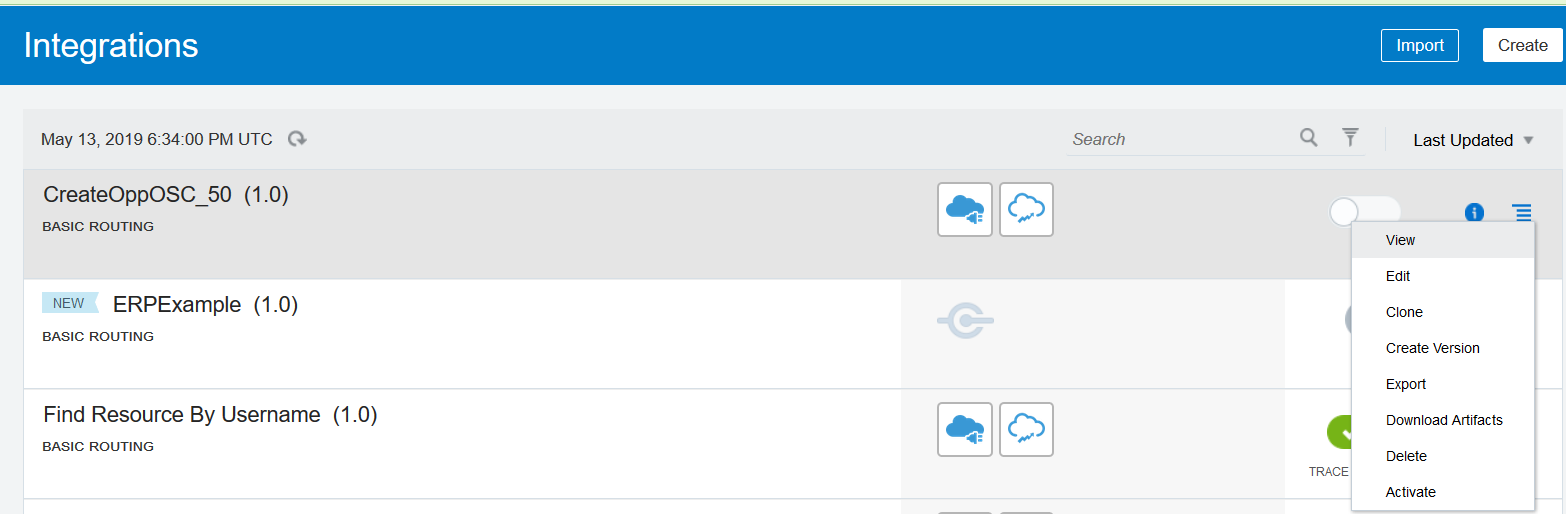 Integrations
Import
Create
May 13, 2019 6:34:00 PM UTC
Search
Last Updated
CreateOppOSC_50 (1.0)
BASIC ROUTING
View
Edit
Clone
Create Version
Export
Download Artifacts
Delete
Activate
NEW
ERPExample (1.0)
BASIC ROUTING
Find Resource By Username (1.0)
BASIC ROUTING
TRACE